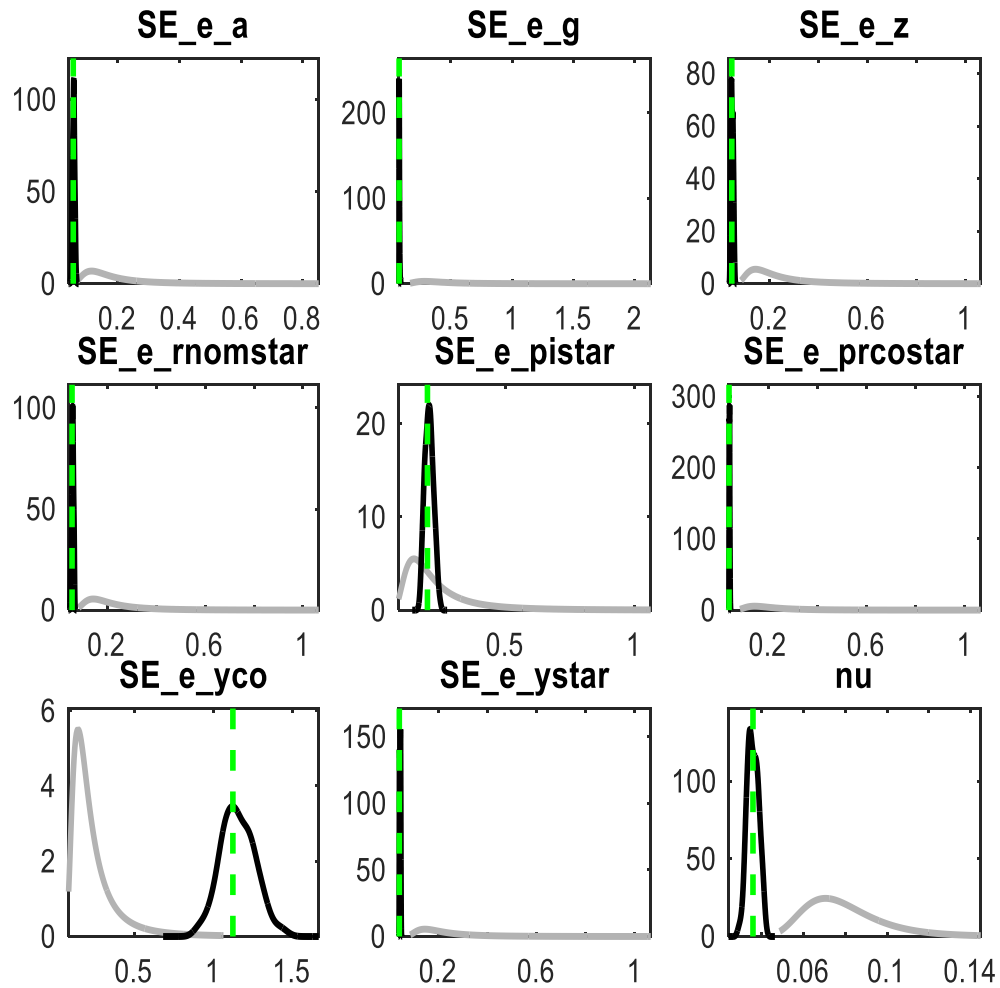 SE_e_a SE_e_g SE_e_z
100 50 0
200 100 0
80 60 40 20 0
0.2 0.4 0.6 0.8
0.5 1 1.5 2
0.2 0.6 1
SE_e_rnomstar SE_e_pistar SE_e_prcostar
100 50 0
20 10 0
300 200 100 0
0.2 0.6 1
0.5 1
0.2 0.6 1
SE_e_yco SE_e_ystar nu
6 4 2 0
150 100 50 0
100 50 0
0.5 1 1.5
0.2 0.6 1
0.06 0.1 0.14